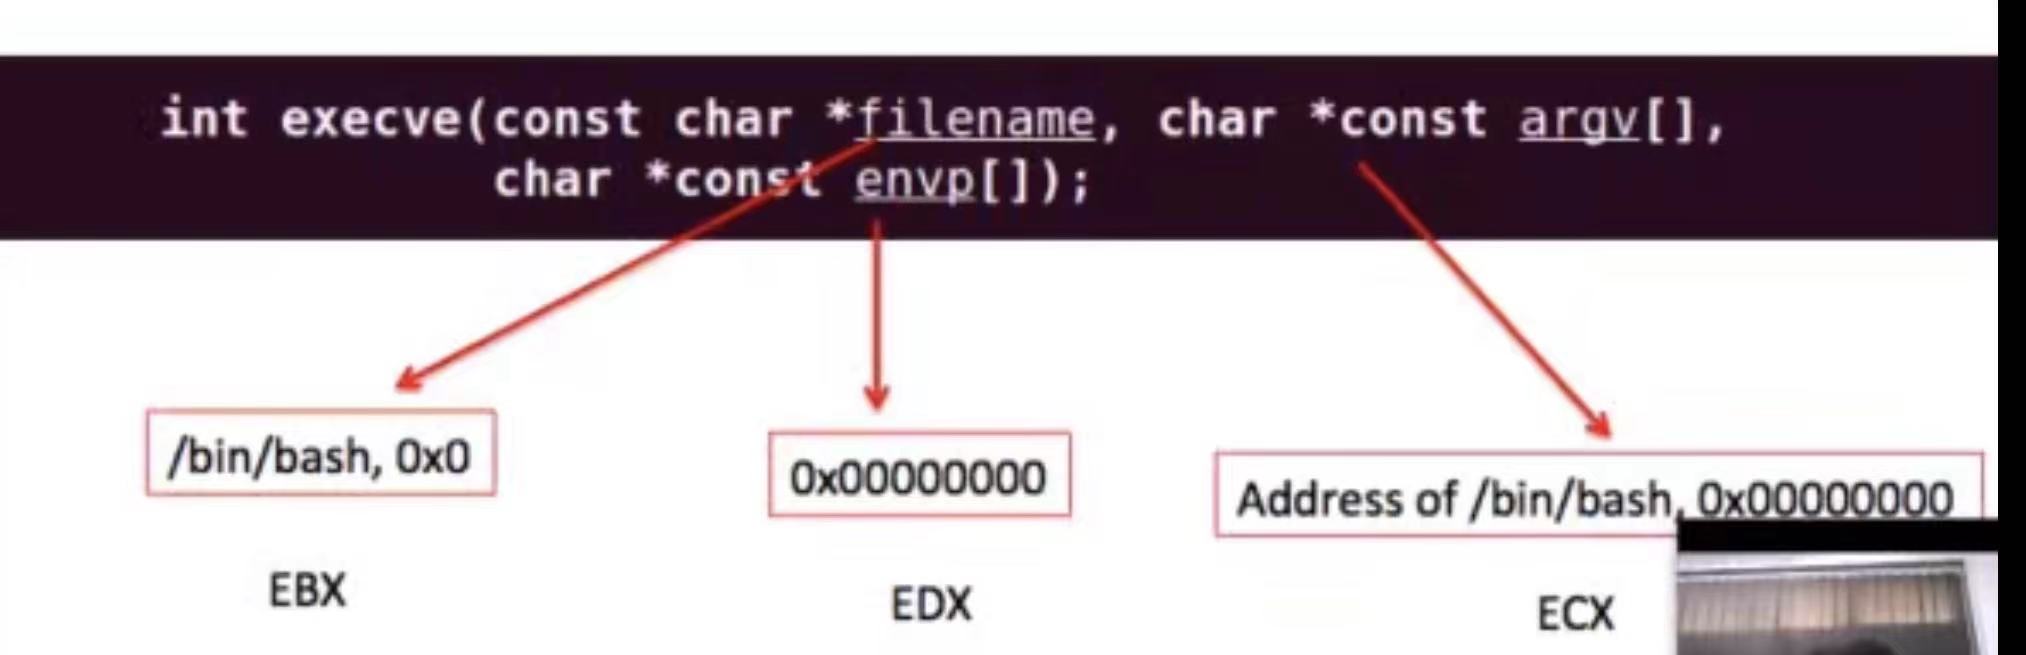 int execve(const char *filename, char *const argv[],
char *const envp[]);
/bin/bash, 0x0
0x00000000
Address of /bin/bash, 0x00000000
EBX
EDX
ECX